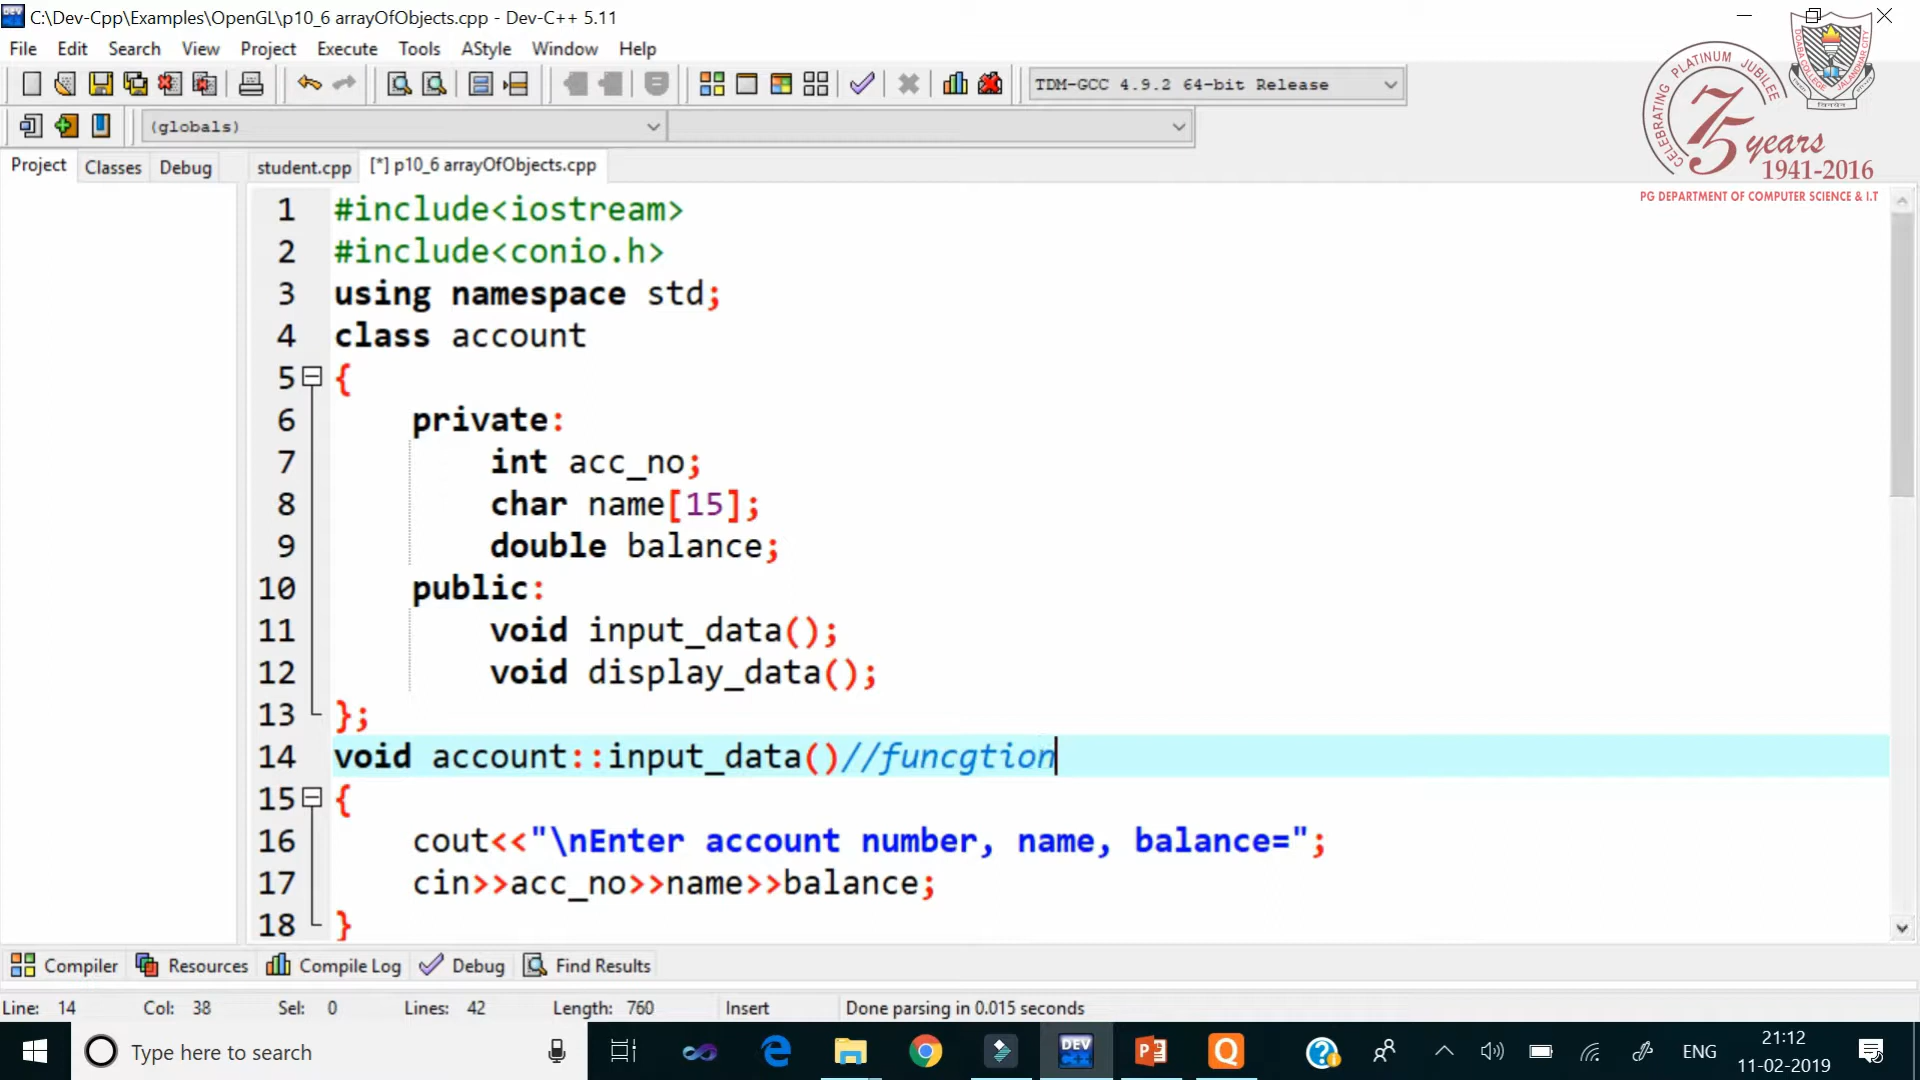 C:\Dev-Cpp\Examples\OpenGL\p10_6 arrayOfObjects.cpp - Dev-C++ 5.11
File Edit Search View Project Execute Tools AStyle Window Help
TDM-GCC 4.9.2 64-bit Release
(globals)
Project Classes Debug student.cpp [*] p10_6 arrayOfObjects.cpp
CELEBRATING PLATINUM JUBILEE
DOABA COLLEGE JALANDHAR CITY
75 years
1941-2016
PG DEPARTMENT OF COMPUTER SCIENCE & I.T
1 #include<iostream>
2 #include<conio.h>
3 using namespace std;
4 class account
5 {
6 private:
7 int acc_no;
8 char name[15];
9 double balance;
10 public:
11 void input_data();
12 void display_data();
13 };
14 void account::input_data()//funcgtion
15 {
16 cout<<"\nEnter account number, name, balance=";
17 cin>>acc_no>>name>>balance;
18 }
Compiler Resources Compile Log Debug Find Results
Line: 14 Col: 38 Sel: 0 Lines: 42 Length: 760 Insert Done parsing in 0.015 seconds
Type here to search
DEV C++
ENG
21:12
11-02-2019